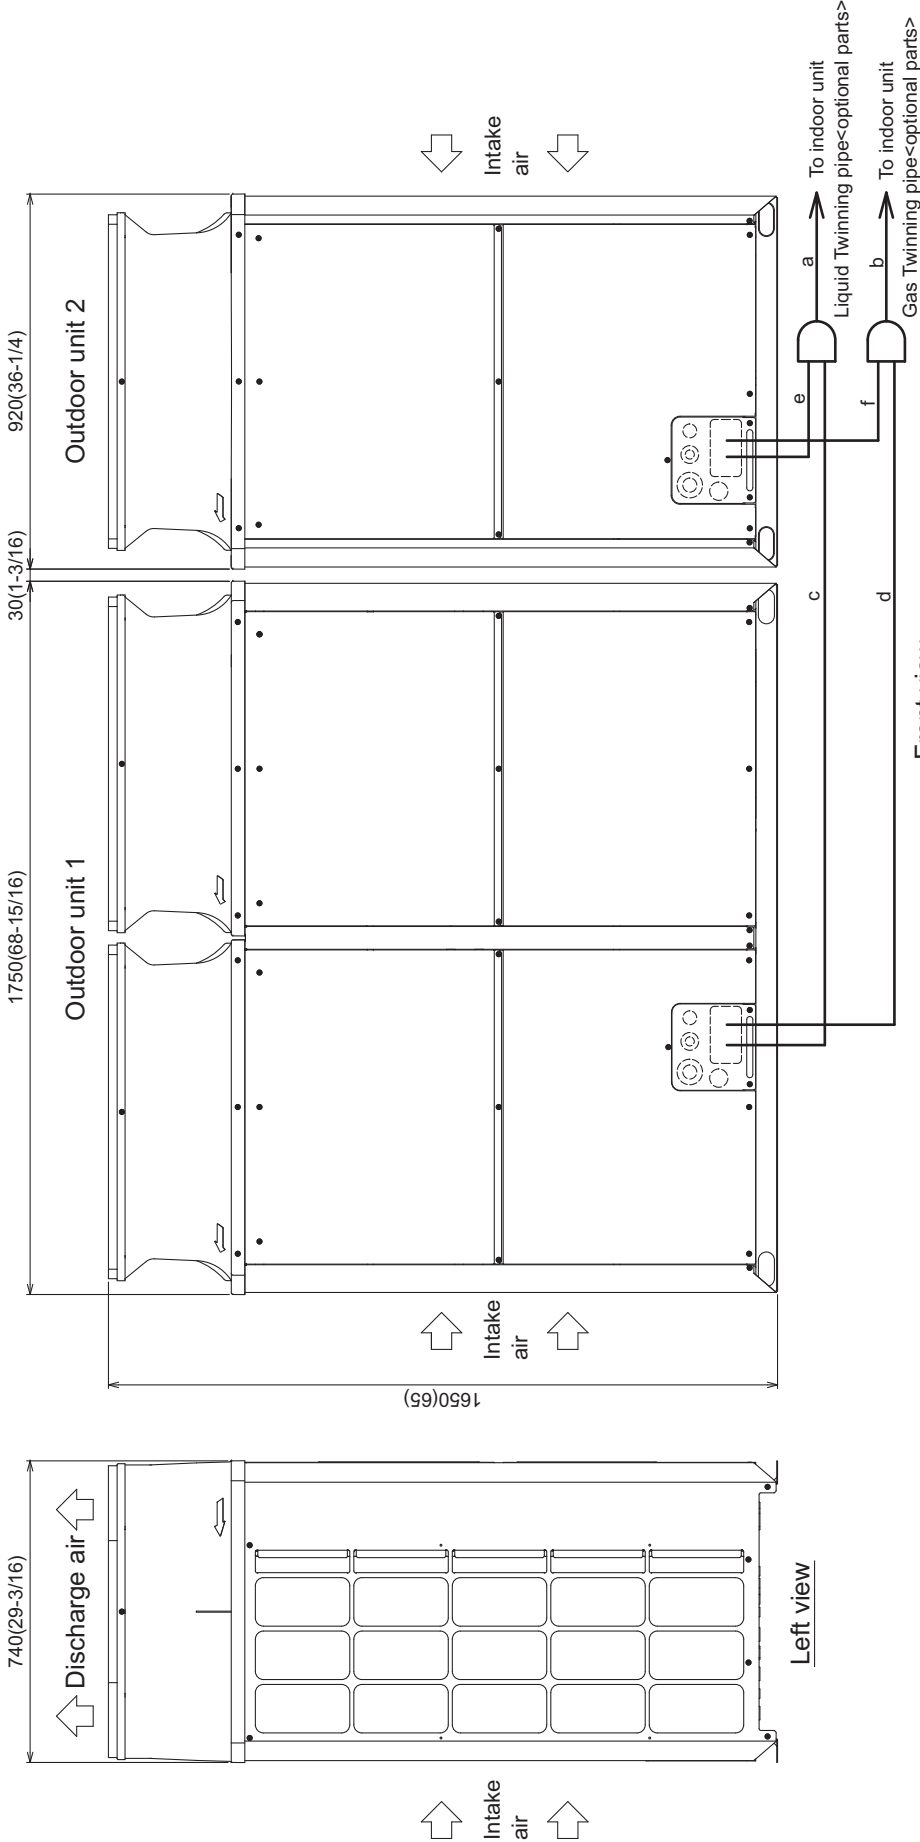 740(29-3/16)
Discharge air
Intake
air
Left view
1650(65)
1750(68-15/16)
30(1-3/16)
920(36-1/4)
Outdoor unit 1
Outdoor unit 2
Intake
air
Intake
air
a
To indoor unit
Liquid Twinning pipe<optional parts>
b
To indoor unit
Gas Twinning pipe<optional parts>
e
f
c
d